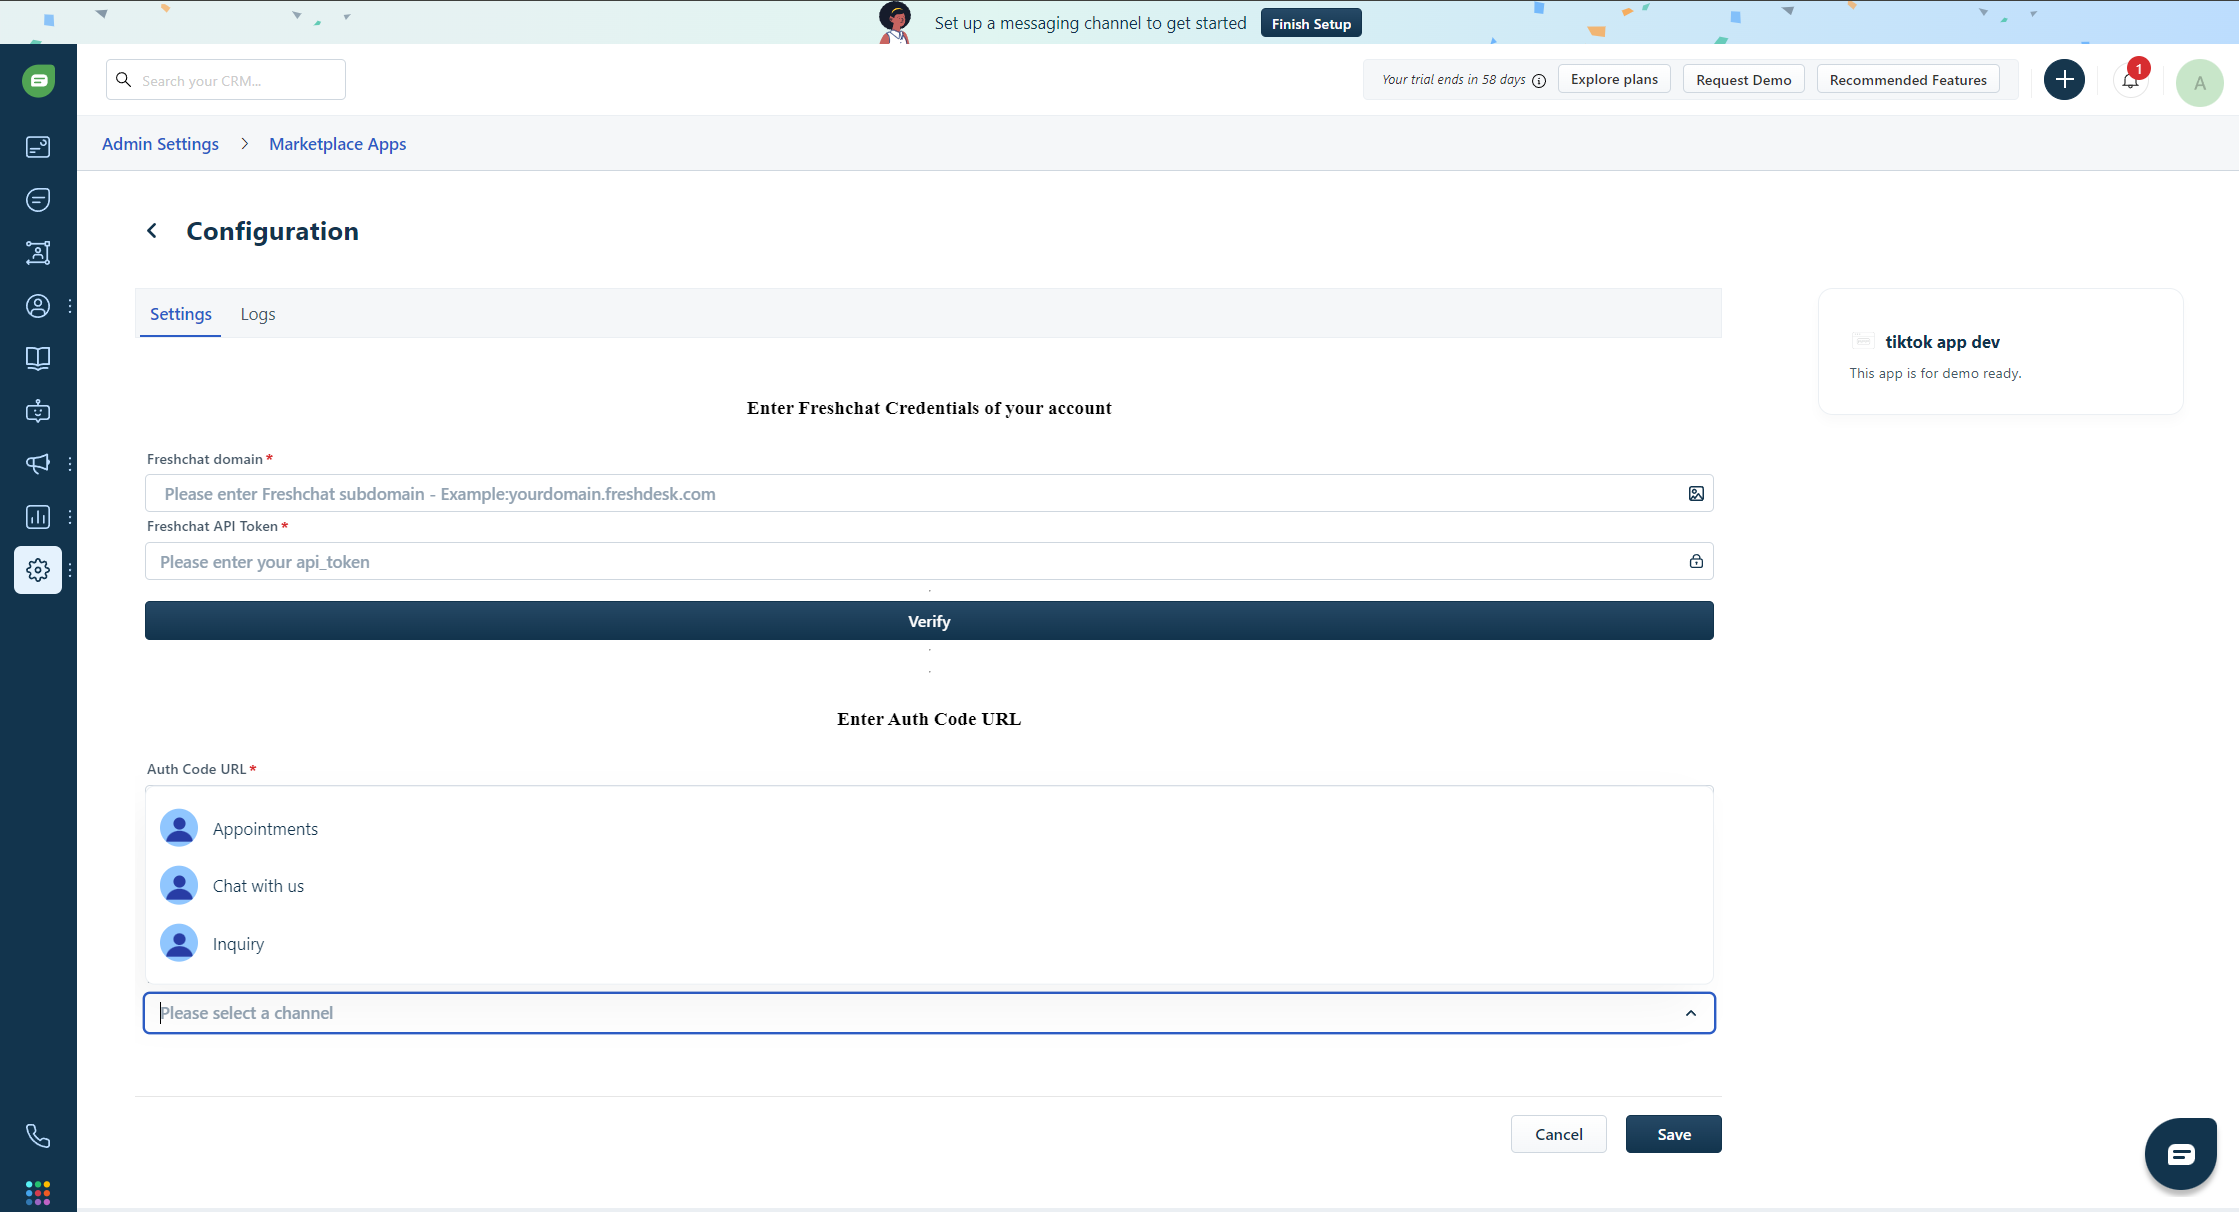 Set up a messaging channel to get started
Finish Setup
Search your CRM...
Your trial ends in 58 days
Explore plans
Request Demo
Recommended Features
1
A
Admin Settings
Marketplace Apps
Configuration
Settings
Logs
tiktok app dev
This app is for demo ready.
Enter Freshchat Credentials of your account
Freshchat domain*
Please enter Freshchat subdomain - Example:yourdomain.freshdesk.com
Freshchat API Token*
Please enter your api_token
.
Verify
.
.
Enter Auth Code URL
Auth Code URL*
Appointments
Chat with us
Inquiry
Please select a channel
Cancel
Save